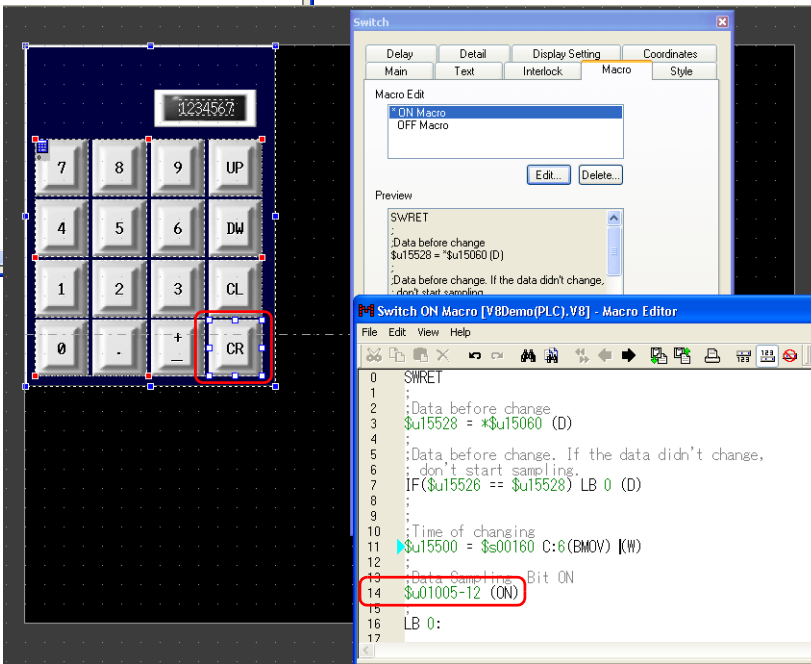 Switch
Delay Detail Display Setting Coordinates
Main Text Interlock Macro Style
Macro Edit
* ON Macro
OFF Macro
Edit... Delete...
Preview
SWRET
;
;Data before change
$u15528 = *$u15060 (D)
;
;Data before change. If the data didn't change,
; don't start sampling.
1234567
7 8 9 UP
4 5 6 DW
1 2 3 CL
0 . +
_ CR
Switch ON Macro [V8Demo(PLC).V8] - Macro Editor
File Edit View Help
0 SWRET
1 ;
2 ;Data before change
3 $u15528 = *$u15060 (D)
4 ;
5 ;Data before change. If the data didn't change,
6 ; don't start sampling.
7 IF($u15526 == $u15528) LB 0 (D)
8 ;
9 ;
10 ;Time of changing
11 $u15500 = $s00160 C:6(BMOV) (W)
12 ;
13 ;Data Sampling Bit ON
14 $u01005-12 (ON)
15 ;
16 LB 0:
17